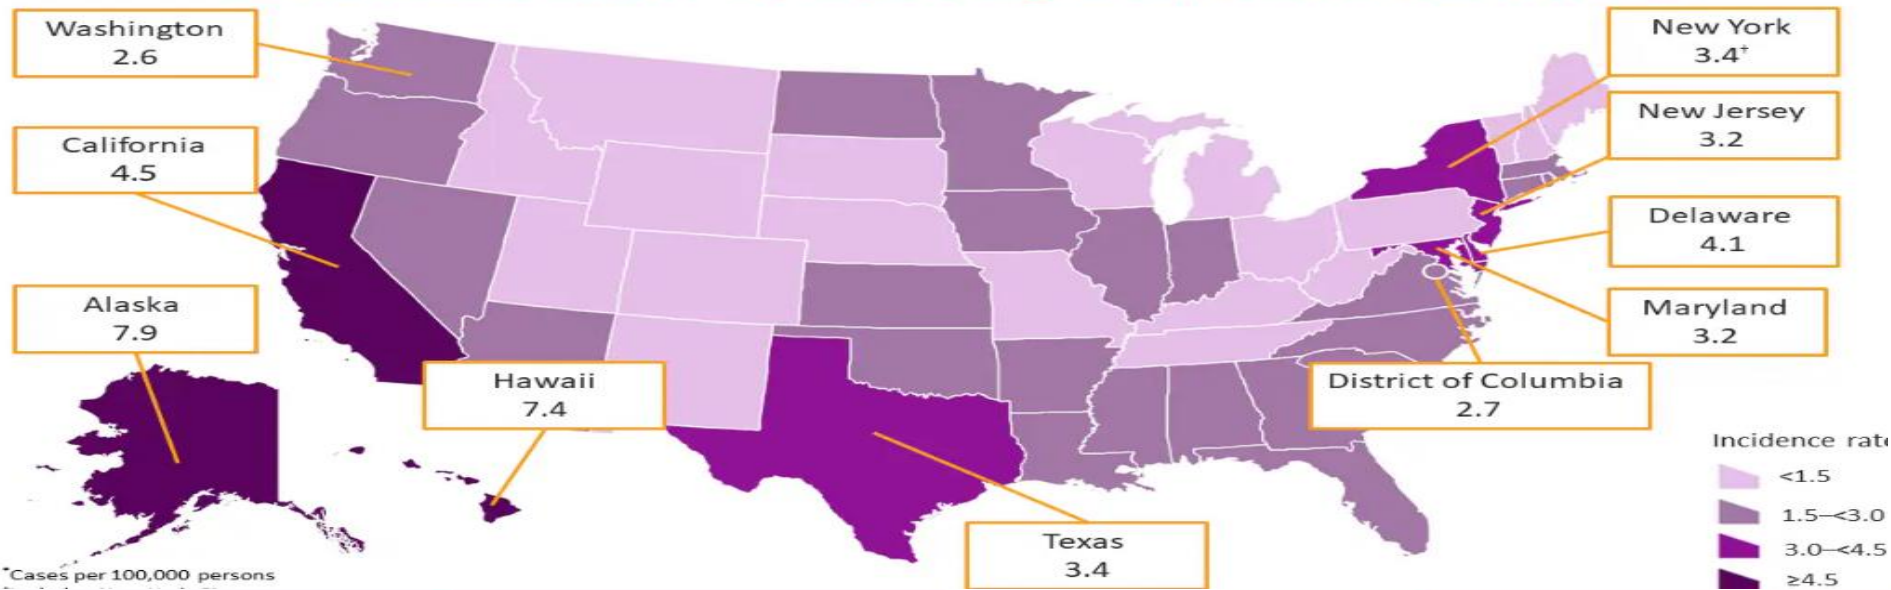 Washington
2.6
California
4.5
Alaska
7.9
Hawaii
7.4
Texas
3.4
New York
3.4†
New Jersey
3.2
Delaware
4.1
Maryland
3.2
District of Columbia
2.7
Incidence rate
<1.5
1.5–<3.0
3.0–<4.5
≥4.5
*Cases per 100,000 persons